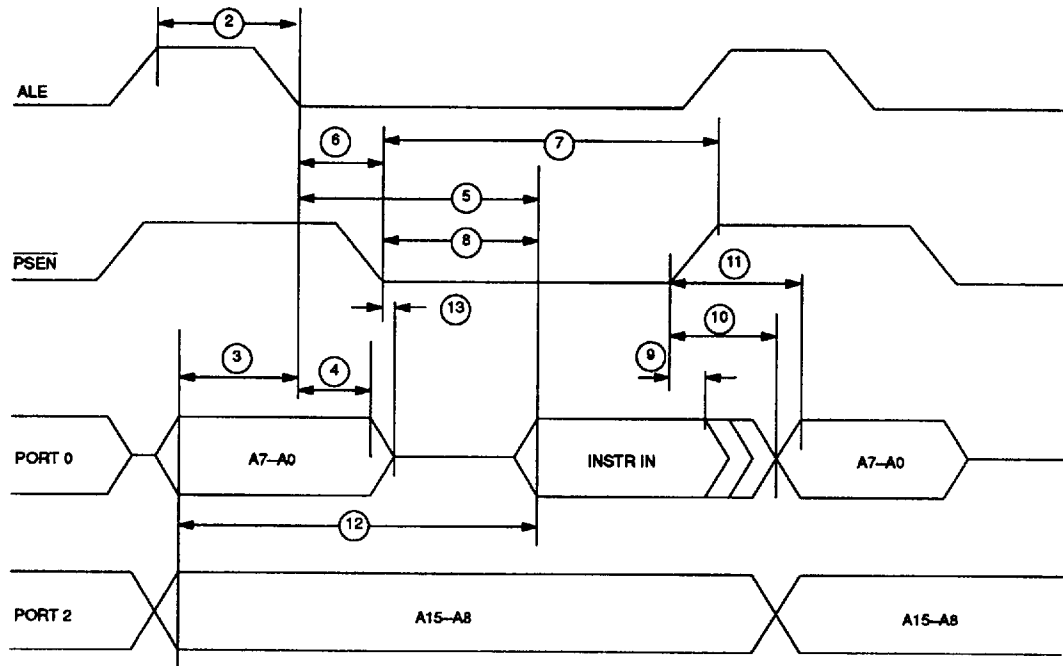 2
ALE
6
7
5
8
PSEN
11
13
10
9
3
4
PORT 0
A7–A0
INSTR IN
A7–A0
12
PORT 2
A15–A8
A15–A8